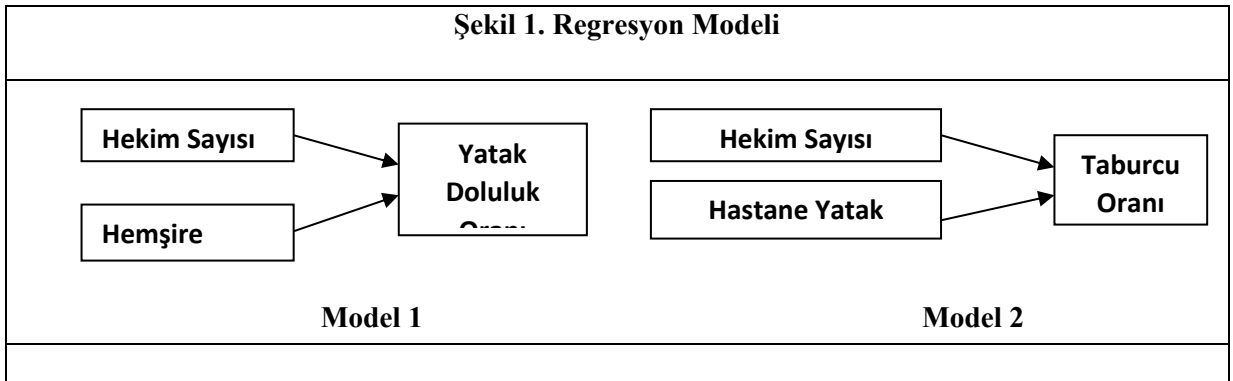 Şekil 1. Regresyon Modeli
Hekim Sayısı
Hemşire
Yatak
Doluluk
Model 1
Hekim Sayısı
Hastane Yatak
Taburcu
Oranı
Model 2